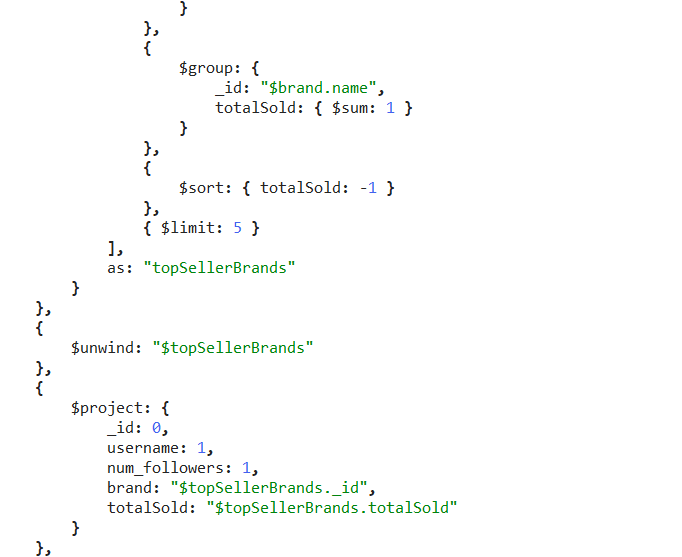 }
},
{
$group: {
_id: "$brand.name",
totalSold: { $sum: 1 }
}
},
{
$sort: { totalSold: -1 }
},
{ $limit: 5 }
],
as: "topSellerBrands"
}
},
{
$unwind: "$topSellerBrands"
},
{
$project: {
_id: 0,
username: 1,
num_followers: 1,
brand: "$topSellerBrands._id",
totalSold: "$topSellerBrands.totalSold"
}
},